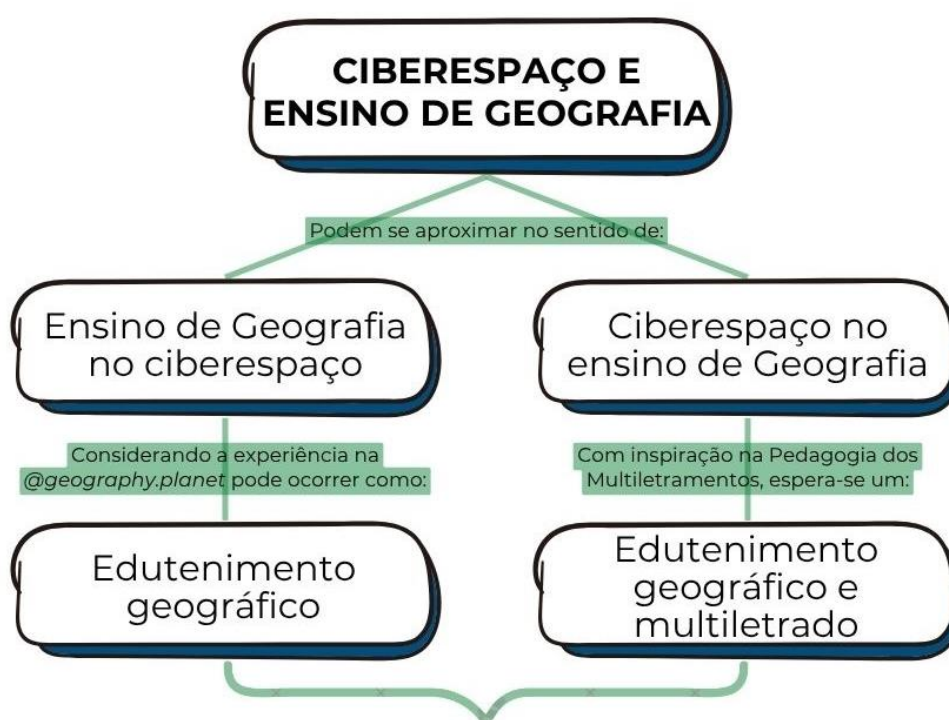 CIBERESPAÇO E
ENSINO DE GEOGRAFIA
Podem se aproximar no sentido de:
Ensino de Geografia
no ciberespaço
Ciberespaço no
ensino de Geografia
Considerando a experiência na
@geography.planet pode ocorrer como:
Com inspiração na Pedagogia dos
Multiletramentos, espera-se um:
Edutenimento
geográfico
Edutenimento
geográfico e
multiletrado